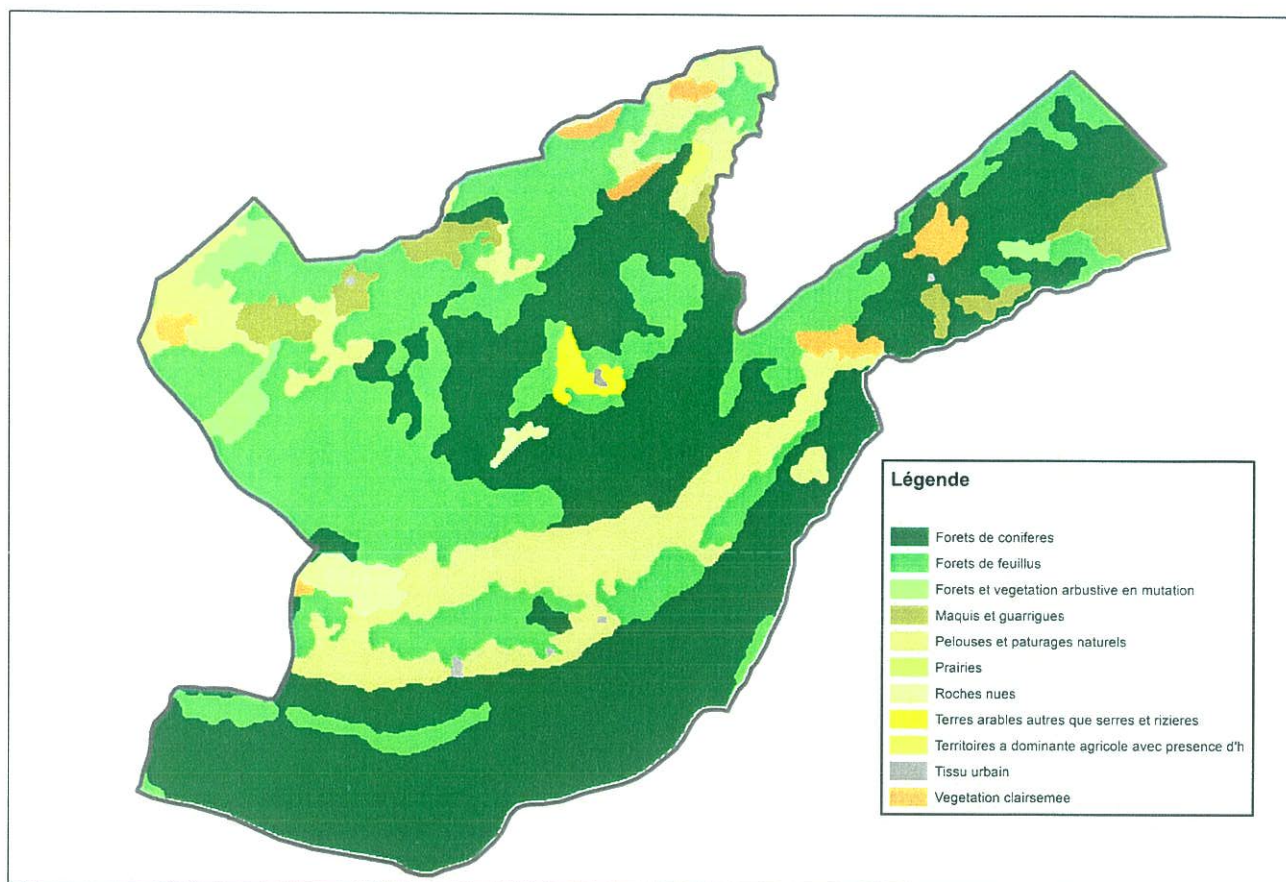 Légende
Forets de coniferes
Forets de feuillus
Forets et vegetation arbustive en mutation
Maquis et guarrigues
Pelouses et paturages naturels
Prairies
Roches nues
Terres arables autres que serres et rizieres
Territoires a dominante agricole avec presence d'h
Tissu urbain
Vegetation clairsemee